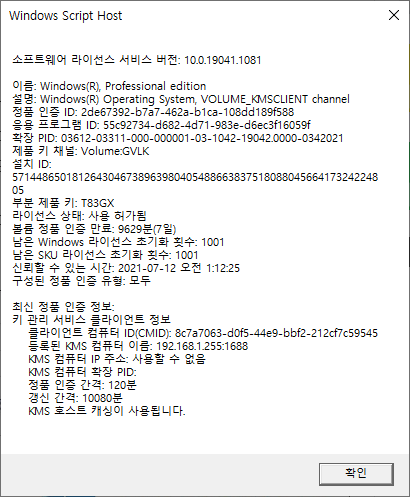 Windows Script Host
소프트웨어 라이선스 서비스 버전: 10.0.19041.1081
이름: Windows(R), Professional edition
설명: Windows(R) Operating System, VOLUME_KMSCLIENT channel
정품 인증 ID: 2de67392-b7a7-462a-b1ca-108dd189f588
응용 프로그램 ID: 55c92734-d682-4d71-983e-d6ec3f16059f
확장 PID: 03612-03311-000-000001-03-1042-19042.0000-0342021
제품 키 채널: Volume:GVLK
설치 ID:
5714486501812643046738963980405488663837518088045664173242248
05
부분 제품 키: T83GX
라이선스 상태: 사용 허가됨
볼륨 정품 인증 만료: 9629분(7일)
남은 Windows 라이선스 초기화 횟수: 1001
남은 SKU 라이선스 초기화 횟수: 1001
신뢰할 수 있는 시간: 2021-07-12 오전 1:12:25
구성된 정품 인증 유형: 모두
최신 정품 인증 정보:
키 관리 서비스 클라이언트 정보
클라이언트 컴퓨터 ID(CMID): 8c7a7063-d0f5-44e9-bbf2-212cf7c59545
등록된 KMS 컴퓨터 이름: 192.168.1.255:1688
KMS 컴퓨터 IP 주소: 사용할 수 없음
KMS 컴퓨터 확장 PID:
정품 인증 간격: 120분
갱신 간격: 10080분
KMS 호스트 캐싱이 사용됩니다.
확인